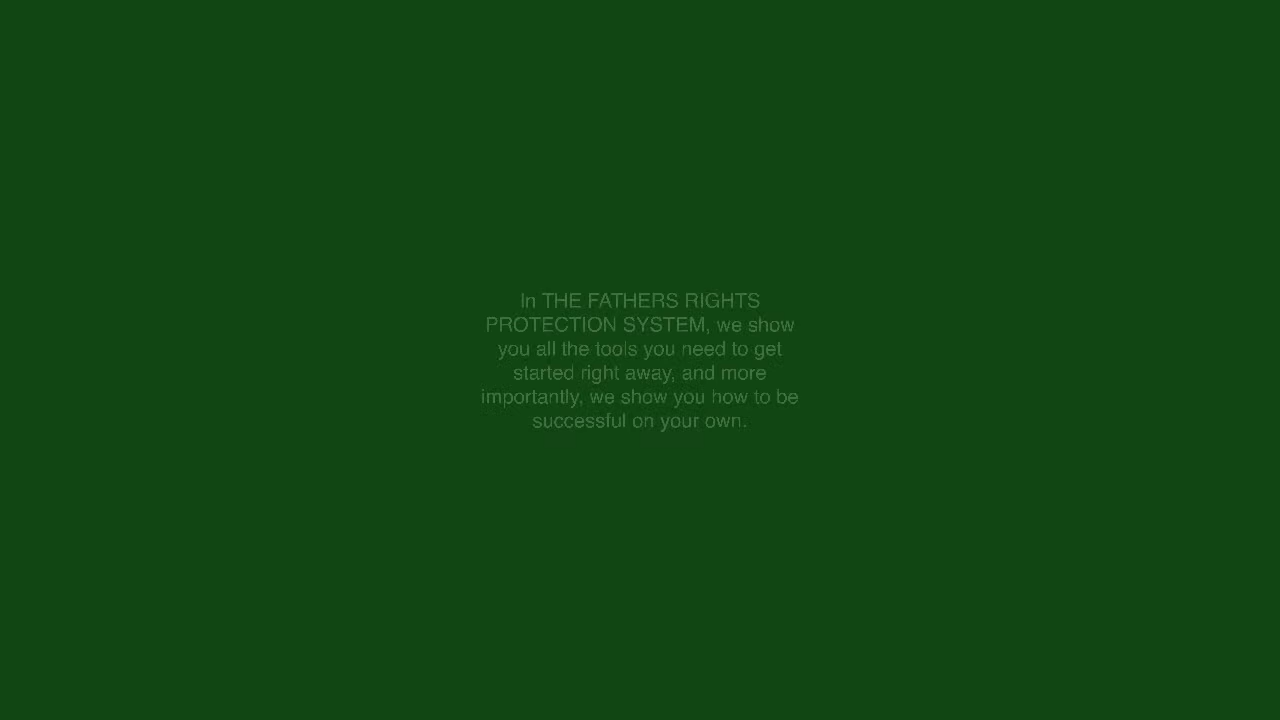 In THE FATHERS RIGHTS
PROTECTION SYSTEM, we show
you all the tools you need to get
started right away, and more
importantly, we show you how to be
successful on your own.